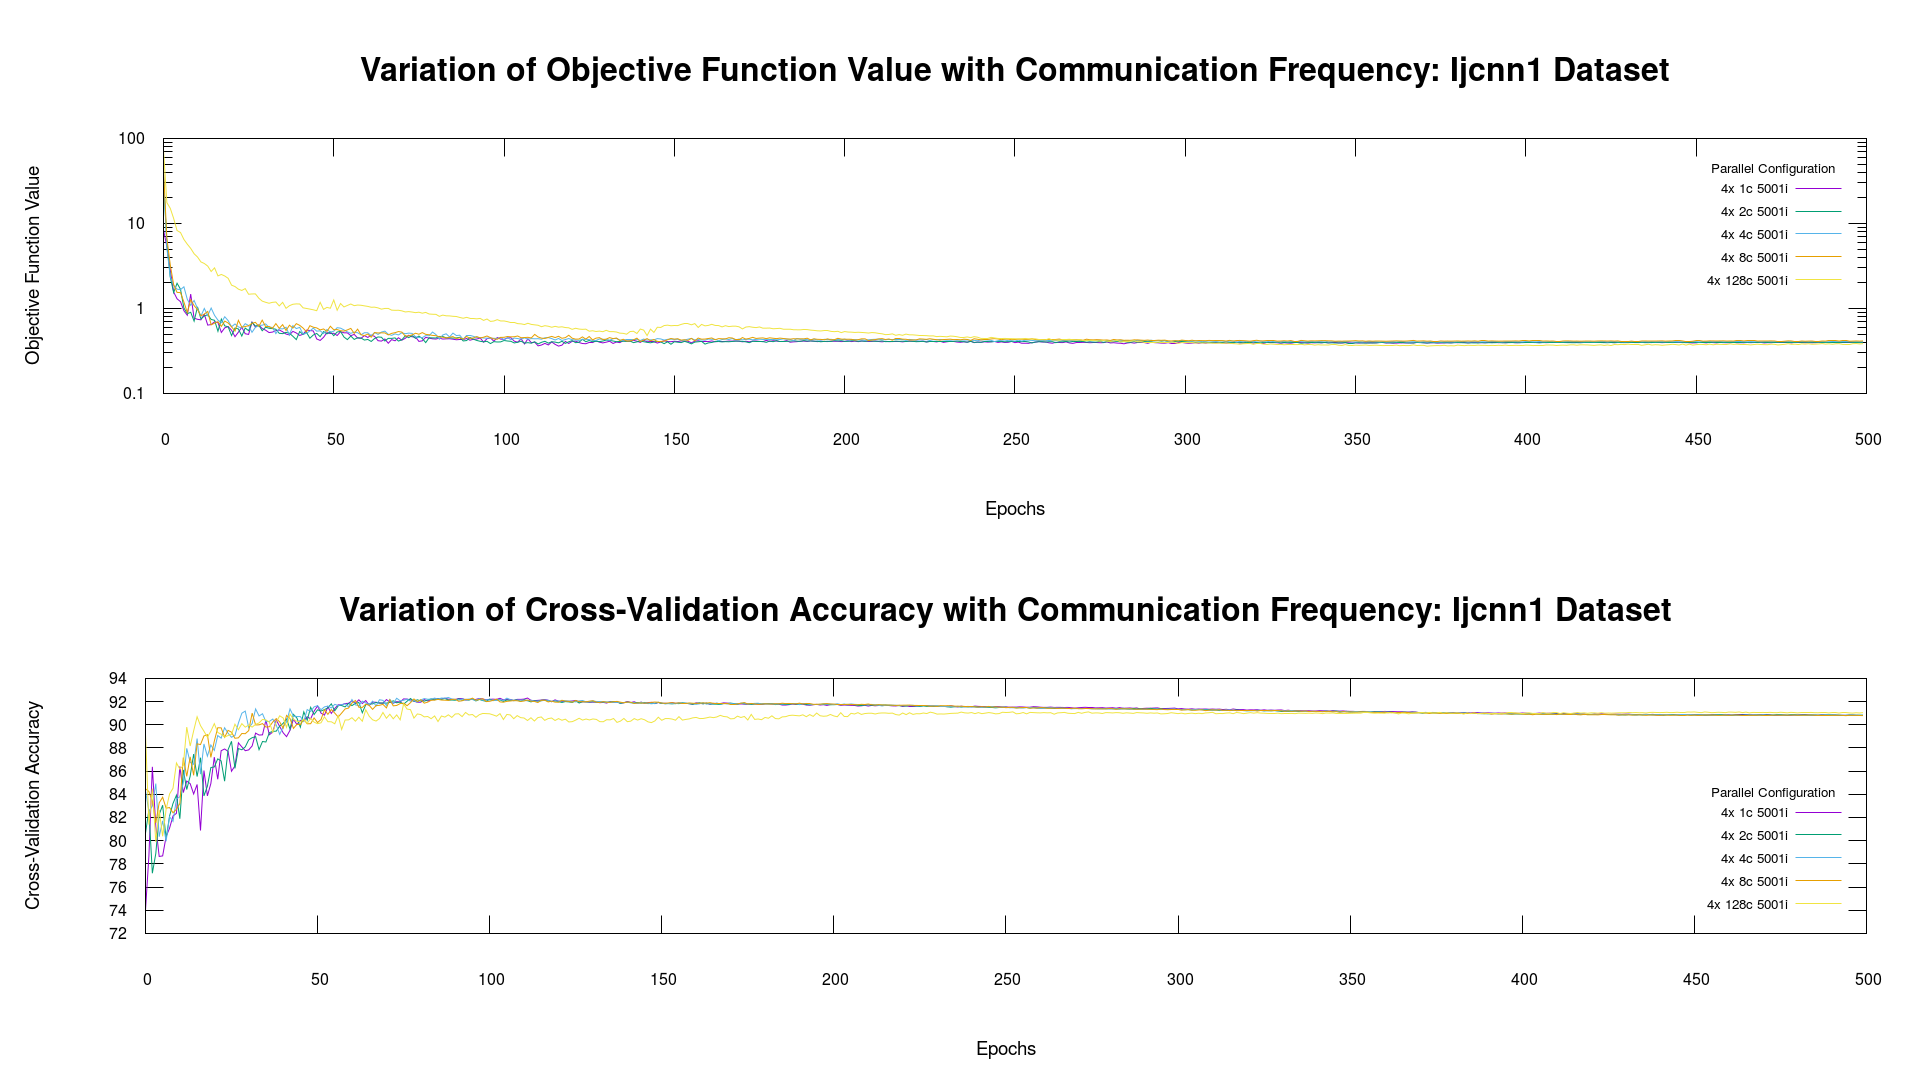 Variation of Objective Function Value with Communication Frequency: Ijcnn1 Dataset
Objective Function Value
100
10
1
0.1
Parallel Configuration
4x 1c 5001i
4x 2c 5001i
4x 4c 5001i
4x 8c 5001i
4x 128c 5001i
0 50 100 150 200 250 300 350 400 450 500
Epochs
Variation of Cross-Validation Accuracy with Communication Frequency: Ijcnn1 Dataset
Cross-Validation Accuracy
94
92
90
88
86
84
82
80
78
76
74
72
Parallel Configuration
4x 1c 5001i
4x 2c 5001i
4x 4c 5001i
4x 8c 5001i
4x 128c 5001i
0 50 100 150 200 250 300 350 400 450 500
Epochs